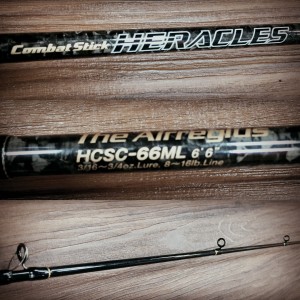 Combat Stick HERACLES
The Airregius
HCSC-66ML 6'6"
3/16~3/4oz.Lure, 8~16lb.Line